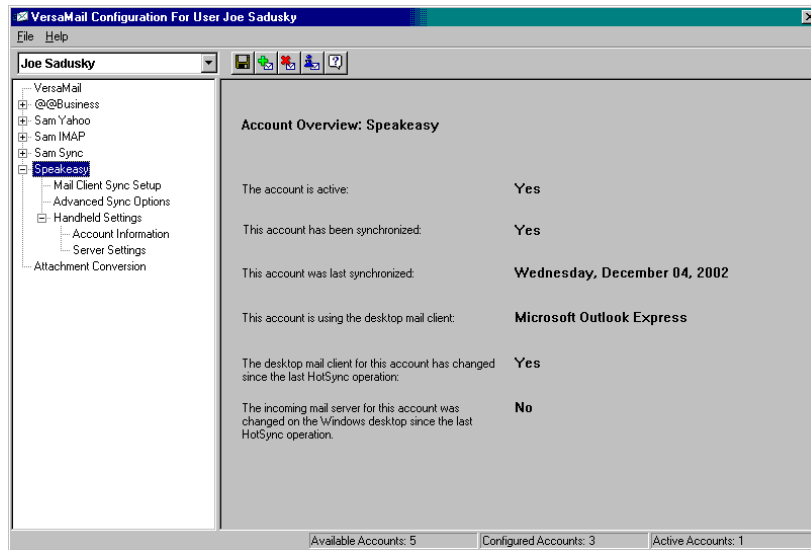 VersaMail Configuration For User Joe Sadusky
File Help
Joe Sadusky
VersaMail
@@Business
Sam Yahoo
Sam IMAP
Sam Sync
Speakeasy
Mail Client Sync Setup
Advanced Sync Options
Handheld Settings
Account Information
Server Settings
Attachment Conversion
Account Overview: Speakeasy
The account is active: Yes
This account has been synchronized: Yes
This account was last synchronized: Wednesday, December 04, 2002
This account is using the desktop mail client: Microsoft Outlook Express
The desktop mail client for this account has changed Yes
since the last HotSync operation:
The incoming mail server for this account was No
changed on the Windows desktop since the last
HotSync operation.
Available Accounts: 5 Configured Accounts: 3 Active Accounts: 1